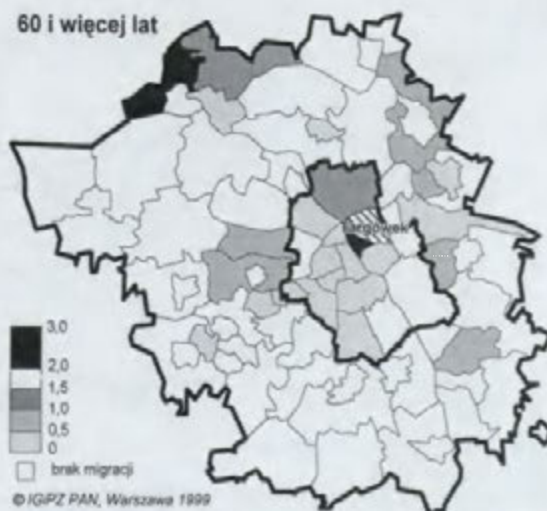 60 i więcej lat
Targówek
3,0
2,0
1,5
1,0
0,5
0
brak migracji
© IGiPZ PAN, Warszawa 1999